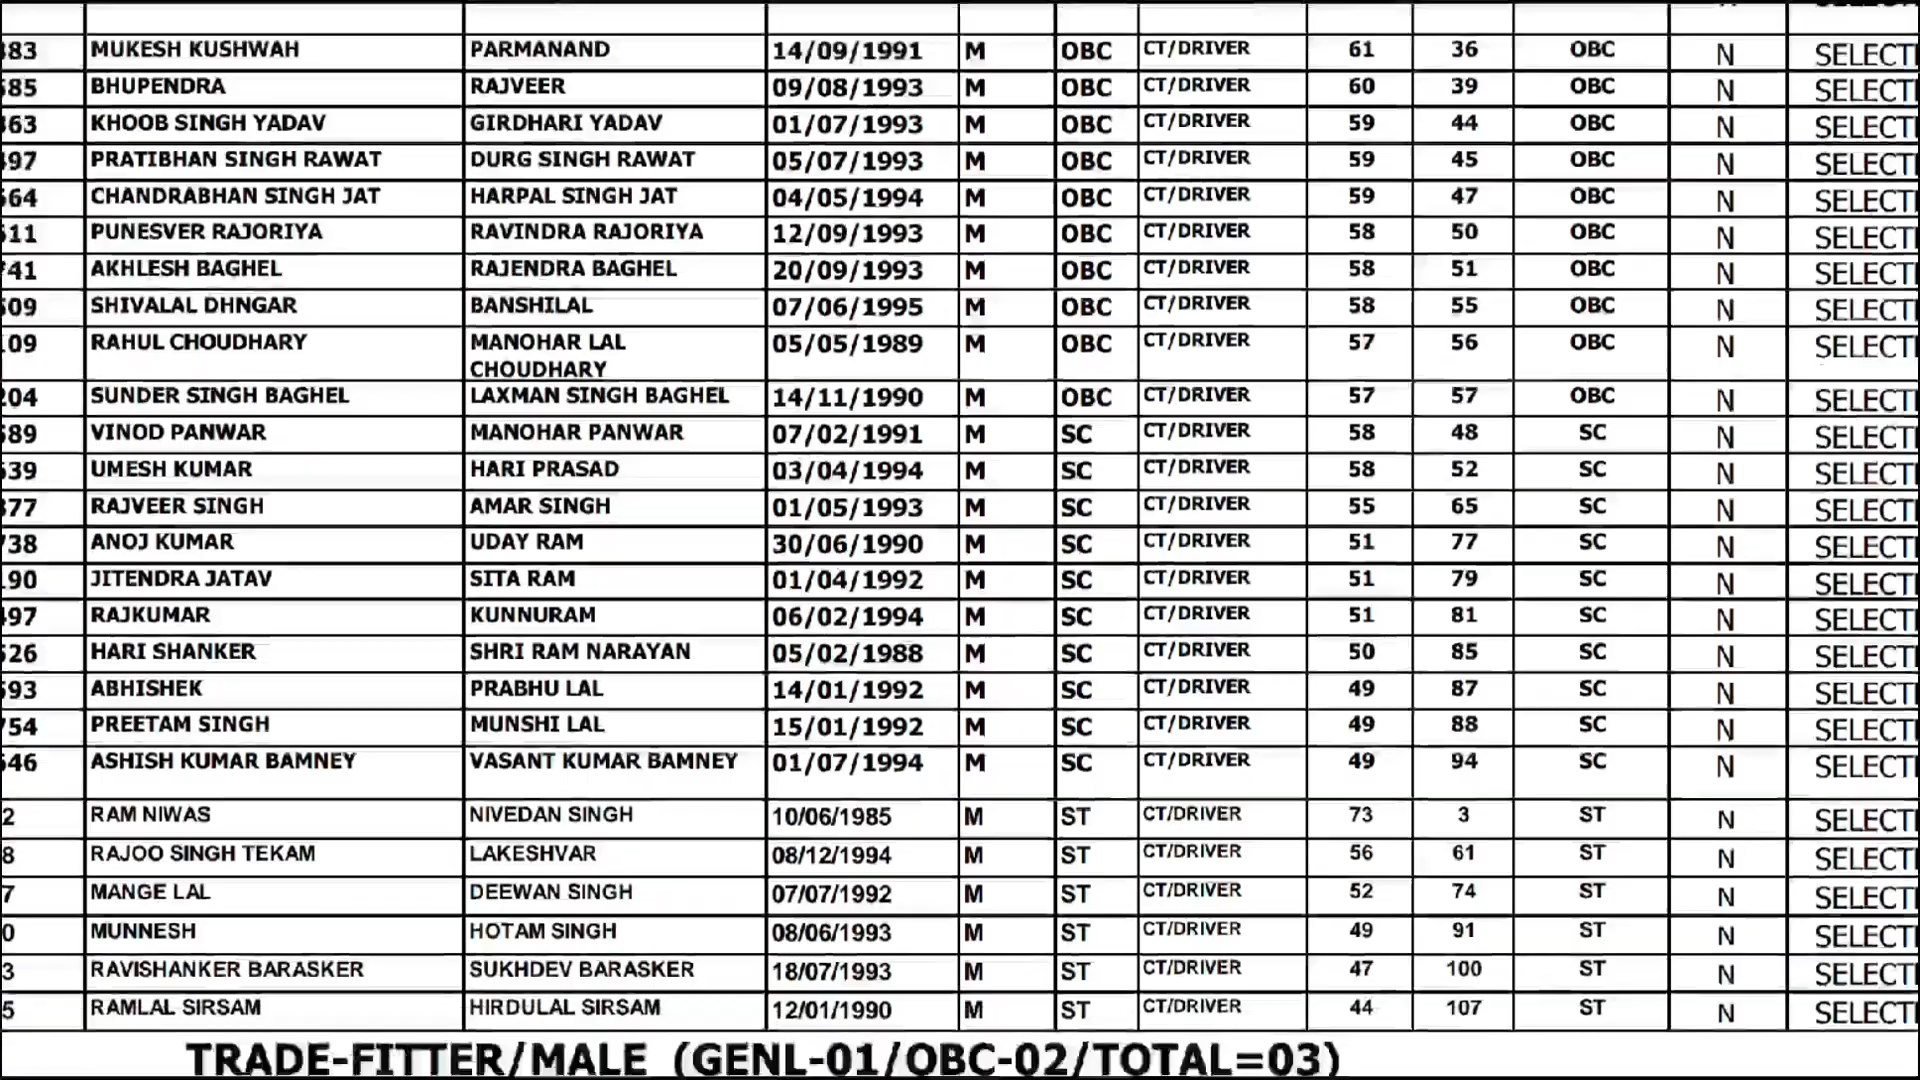 383 MUKESH KUSHWAH PARMANAND 14/09/1991 M OBC CT/DRIVER 61 36 OBC N SELECT
BHUPENDRA RAJVEER 09/08/1993 M OBC CT/DRIVER 60 39 OBC N SELECT
KHOOB SINGH YADAV GIRDHARI YADAV 01/07/1993 M OBC CT/DRIVER 59 44 OBC N SELECT
PRATIBHAN SINGH RAWAT DURG SINGH RAWAT 05/07/1993 M OBC CT/DRIVER 59 45 OBC N SELECT
CHANDRABHAN SINGH JAT HARPAL SINGH JAT 04/05/1994 M OBC CT/DRIVER 59 47 OBC N SELECT
PUNESVER RAJORIYA RAVINDRA RAJORIYA 12/09/1993 M OBC CT/DRIVER 58 50 OBC N SELECT
41 AKHLESH BAGHEL RAJENDRA BAGHEL 20/09/1993 M OBC CT/DRIVER 58 51 OBC N SELECT
09 SHIVALAL DHNGAR BANSHILAL 07/06/1995 M OBC CT/DRIVER 58 55 OBC N SELECT
09 RAHUL CHOUDHARY MANOHAR LAL 05/05/1989 M OBC CT/DRIVER 57 56 OBC N SELECT
CHOUDHARY
204 SUNDER SINGH BAGHEL LAXMAN SINGH BAGHEL 14/11/1990 M OBC CT/DRIVER 57 57 OBC N SELECT
89 VINOD PANWAR MANOHAR PANWAR 07/02/1991 M SC CT/DRIVER 58 48 SC N SELECT
39 UMESH KUMAR HARI PRASAD 03/04/1994 M SC CT/DRIVER 58 52 SC N SELECT
377 RAJVEER SINGH AMAR SINGH 01/05/1993 M SC CT/DRIVER 55 65 SC N SELECT
38 ANOJ KUMAR UDAY RAM 30/06/1990 M SC CT/DRIVER 51 77 SC N SELECT
90 JITENDRA JATAV SITA RAM 01/04/1992 M SC CT/DRIVER 51 79 SC N SELECT
97 RAJKUMAR KUNNURAM 06/02/1994 M SC CT/DRIVER 51 81 SC N SELECT
26 HARI SHANKER SHRI RAM NARAYAN 05/02/1988 M SC CT/DRIVER 50 85 SC N SELECT
93 ABHISHEK PRABHU LAL 14/01/1992 M SC CT/DRIVER 49 87 SC N SELECT
54 PREETAM SINGH MUNSHI LAL 15/01/1992 M SC CT/DRIVER 49 88 SC N SELECT
46 ASHISH KUMAR BAMNEY VASANT KUMAR BAMNEY 01/07/1994 M SC CT/DRIVER 49 94 SC N SELECT
2 RAM NIWAS NIVEDAN SINGH 10/06/1985 M ST CT/DRIVER 73 3 ST N SELECT
8 RAJOO SINGH TEKAM LAKESHVAR 08/12/1994 M ST CT/DRIVER 56 61 ST N SELECT
7 MANGE LAL DEEWAN SINGH 07/07/1992 M ST CT/DRIVER 52 74 ST N SELECT
0 MUNNESH HOTAM SINGH 08/06/1993 M ST CT/DRIVER 49 91 ST N SELECT
3 RAVISHANKER BARASKER SUKHDEV BARASKER 18/07/1993 M ST CT/DRIVER 47 100 ST N SELECT
5 RAMLAL SIRSAM HIRDULAL SIRSAM 12/01/1990 M ST CT/DRIVER 44 107 ST N SELECT
TRADE-FITTER/MALE (GENL-01/OBC-02/TOTAL=03)